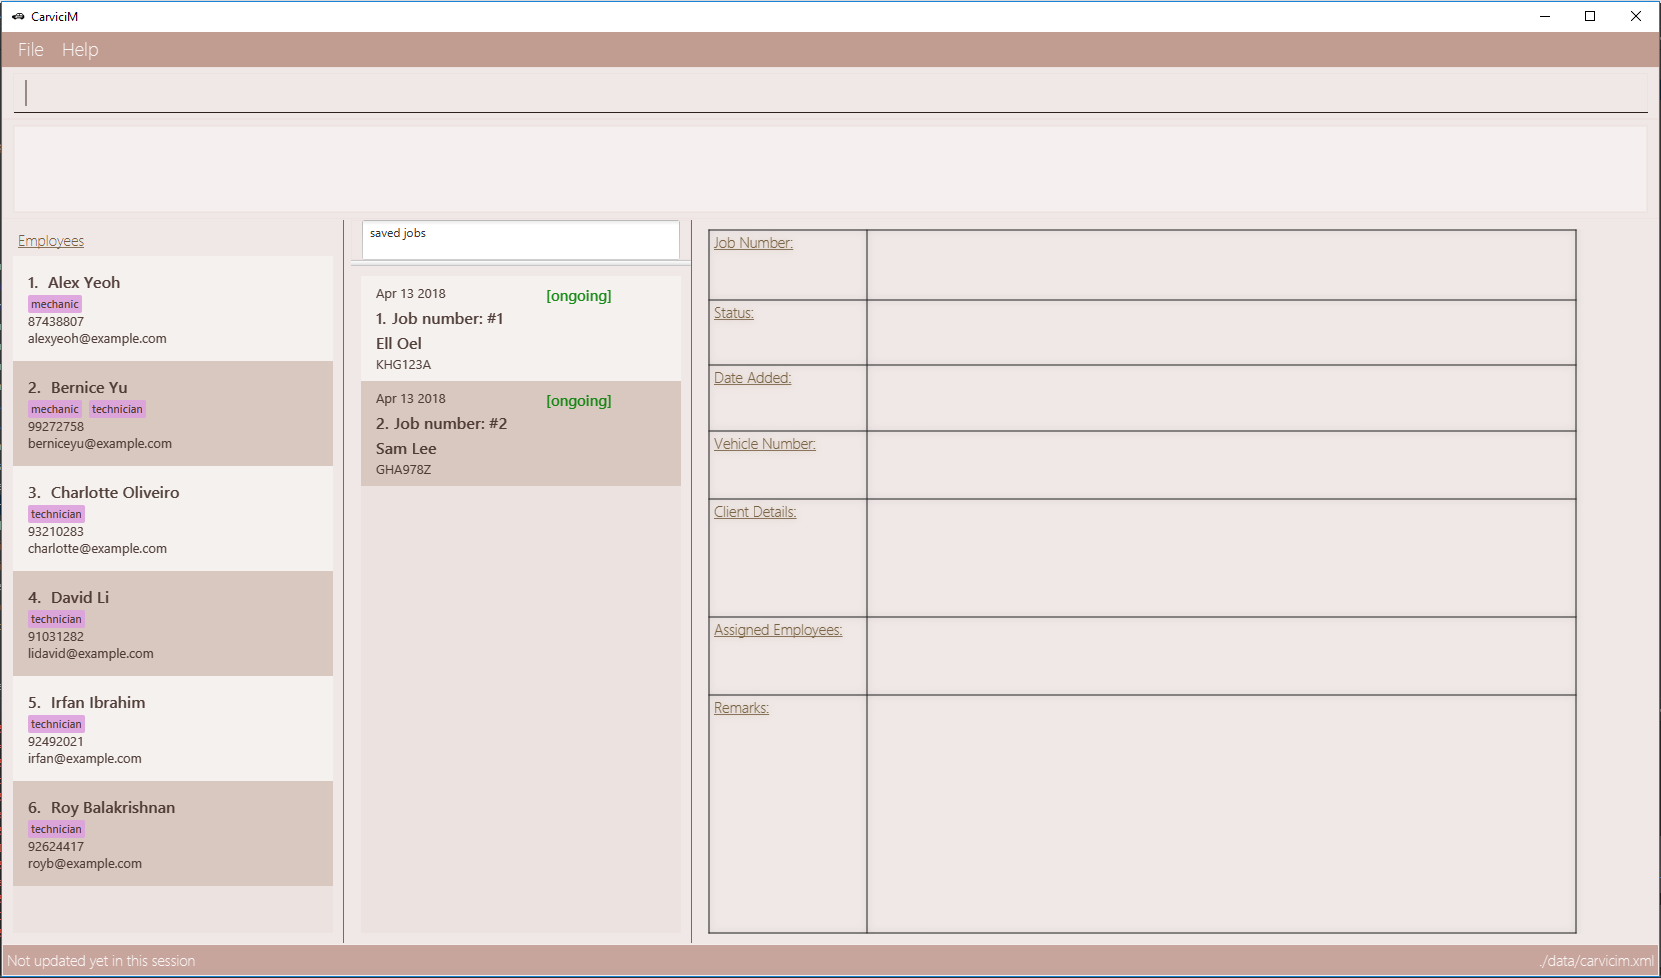 CarviciM
File Help
Employees
1. Alex Yeoh
mechanic
87438807
alexyeoh@example.com
2. Bernice Yu
mechanic technician
99272758
berniceyu@example.com
3. Charlotte Oliveiro
technician
93210283
charlotte@example.com
4. David Li
technician
91031282
lidavid@example.com
5. Irfan Ibrahim
technician
92492021
irfan@example.com
6. Roy Balakrishnan
technician
92624417
royb@example.com
saved jobs
Apr 13 2018 [ongoing]
1. Job number: #1
Ell Oel
KHG123A
Apr 13 2018 [ongoing]
2. Job number: #2
Sam Lee
GHA978Z
Job Number:
Status:
Date Added:
Vehicle Number:
Client Details:
Assigned Employees:
Remarks:
Not updated yet in this session
./data/carvicim.xml